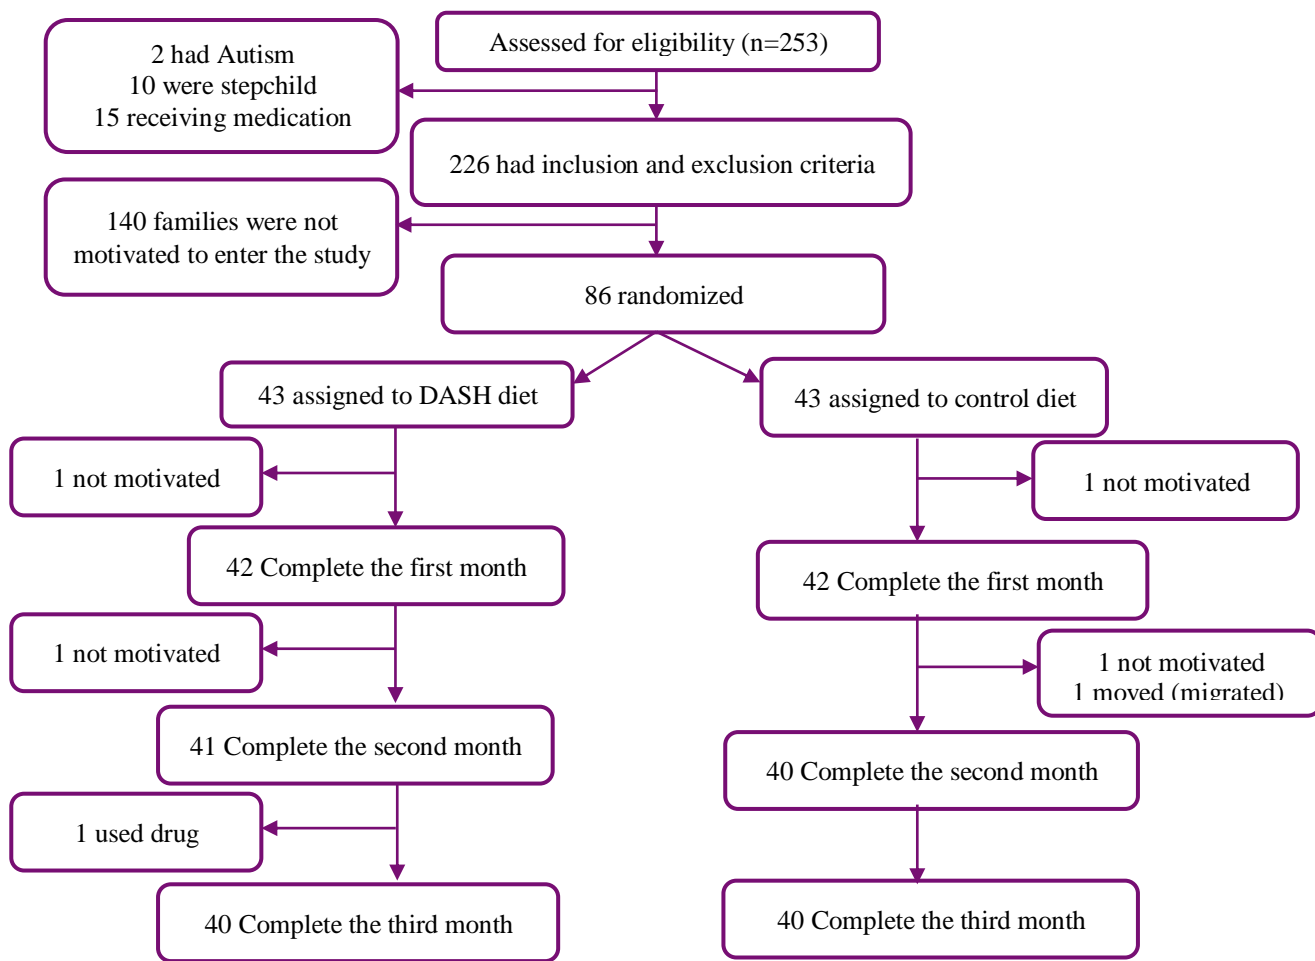 Assessed for eligibility (n=253)
2 had Autism
10 were stepchild
15 receiving medication
226 had inclusion and exclusion criteria
140 families were not
motivated to enter the study
86 randomized
43 assigned to DASH diet
43 assigned to control diet
1 not motivated
1 not motivated
42 Complete the first month
42 Complete the first month
1 not motivated
1 not motivated
1 moved (migrated)
41 Complete the second month
40 Complete the second month
1 used drug
40 Complete the third month
40 Complete the third month